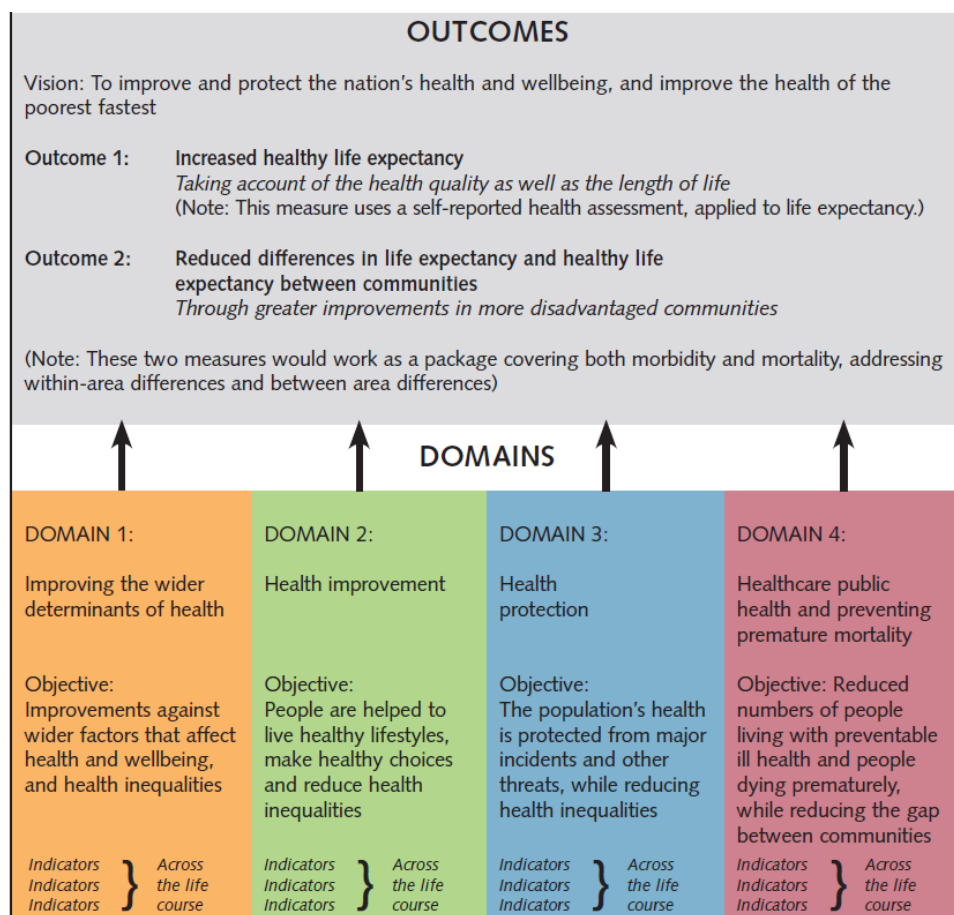 OUTCOMES
Vision: To improve and protect the nation's health and wellbeing, and improve the health of the
poorest fastest
Outcome 1: Increased healthy life expectancy
Taking account of the health quality as well as the length of life
(Note: This measure uses a self-reported health assessment, applied to life expectancy.)
Outcome 2: Reduced differences in life expectancy and healthy life
expectancy between communities
Through greater improvements in more disadvantaged communities
(Note: These two measures would work as a package covering both morbidity and mortality, addressing
within-area differences and between area differences)
DOMAINS
DOMAIN 1:
Improving the wider
determinants of health
Objective:
Improvements against
wider factors that affect
health and wellbeing,
and health inequalities
Indicators
Indicators
Indicators
} Across
the life
course
DOMAIN 2:
Health improvement
Objective:
People are helped to
live healthy lifestyles,
make healthy choices
and reduce health
inequalities
Indicators
Indicators
Indicators
} Across
the life
course
DOMAIN 3:
Health
protection
Objective:
The population's health
is protected from major
incidents and other
threats, while reducing
health inequalities
Indicators
Indicators
Indicators
} Across
the life
course
DOMAIN 4:
Healthcare public
health and preventing
premature mortality
Objective: Reduced
numbers of people
living with preventable
ill health and people
dying prematurely,
while reducing the gap
between communities
Indicators
Indicators
Indicators
} Across
the life
course